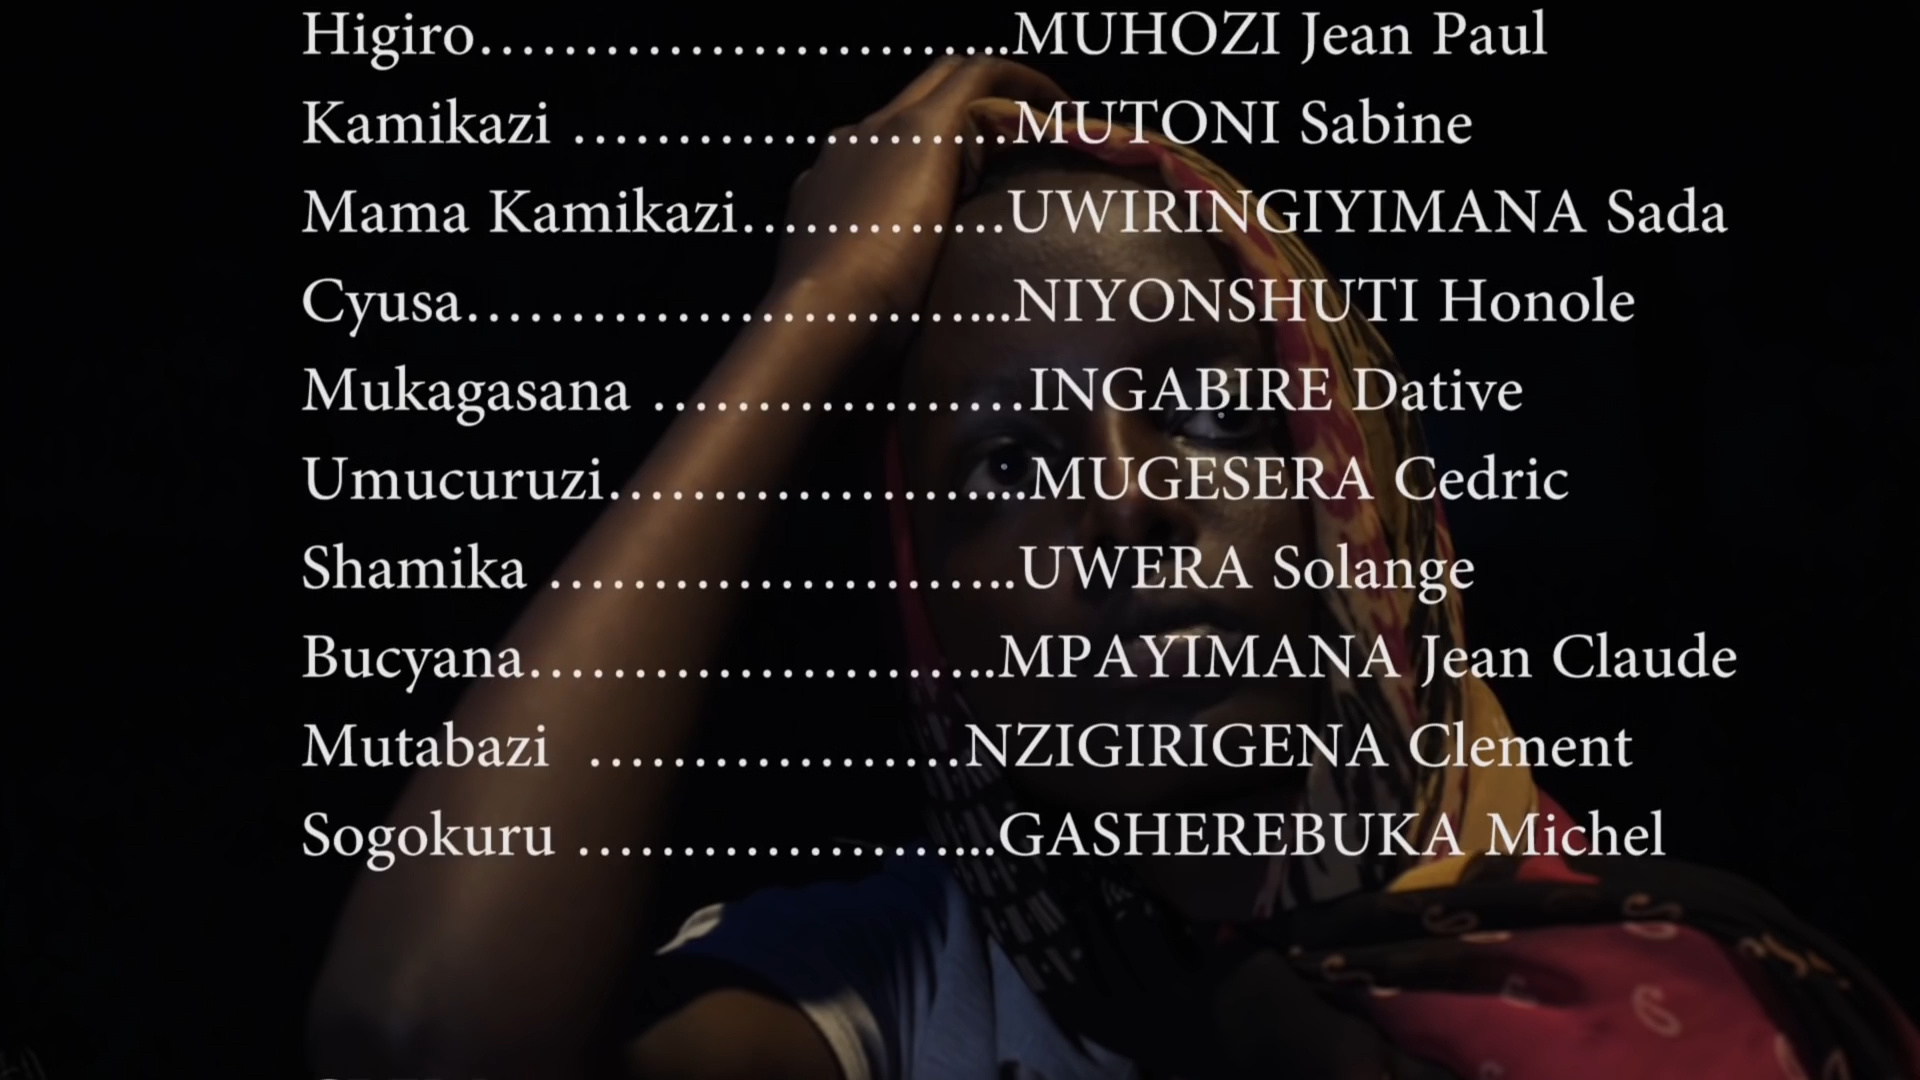 Higiro……………………...MUHOZI Jean Paul
Kamikazi ………………….MUTONI Sabine
Mama Kamikazi………….UWIRINGIYIMANA Sada
Cyusa……………………....NIYONSHUTI Honole
Mukagasana ……………….INGABIRE Dative
Umucuruzi………………....MUGESERA Cedric
Shamika …………………...UWERA Solange
Bucyana…………………...MPAYIMANA Jean Claude
Mutabazi ……………….NZIGIRIGENA Clement
Sogokuru ………………....GASHEREBUKA Michel